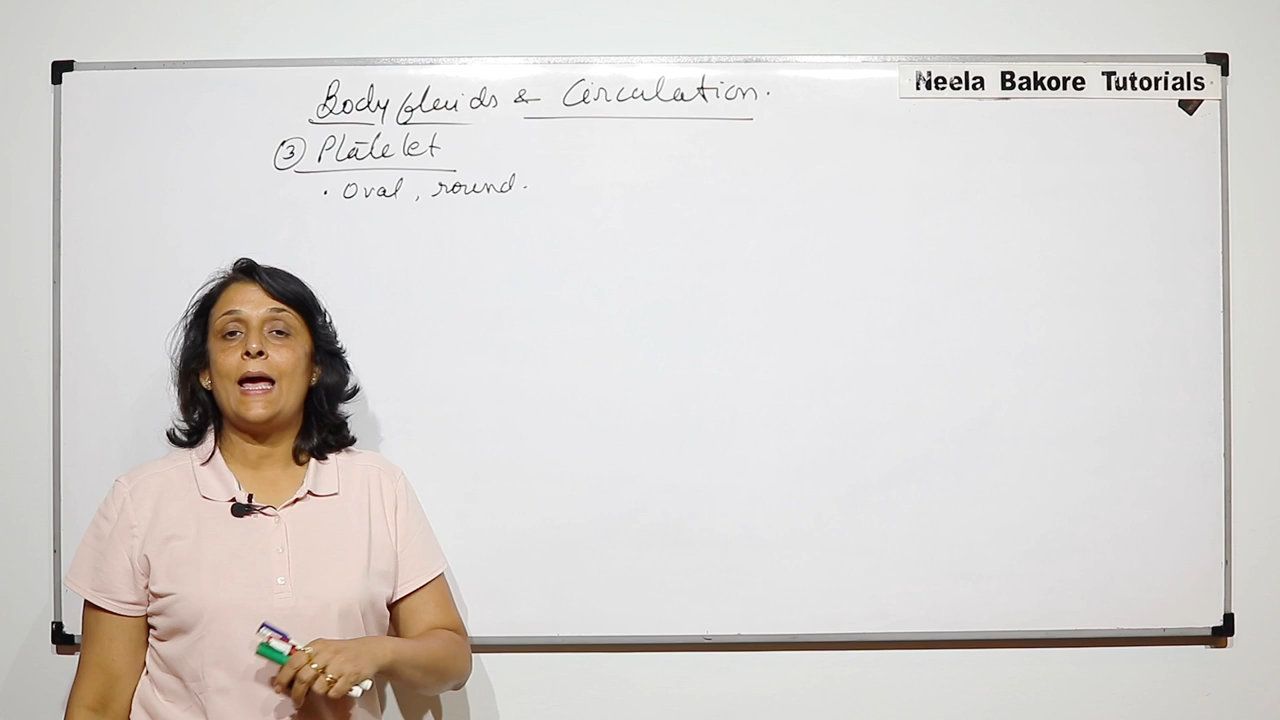 Neela Bakore Tutorials
Body fluids & Circulation.
③ Platelet
• Oval, round.